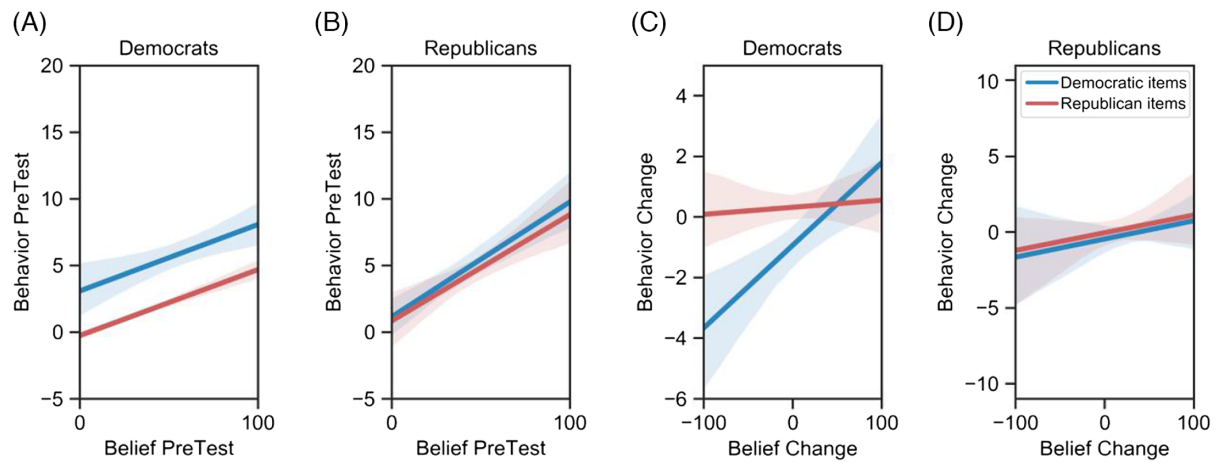 (A)
Democrats
20
15
10
5
0
−5
0
100
Behavior PreTest
Belief PreTest
(B)
Republicans
20
15
10
5
0
−5
0
100
Behavior PreTest
Belief PreTest
(C)
Democrats
4
2
0
−2
−4
−6
−100
0
100
Behavior Change
Belief Change
(D)
Republicans
Democratic items
Republican items
10
5
0
−5
−10
−100
0
100
Behavior Change
Belief Change